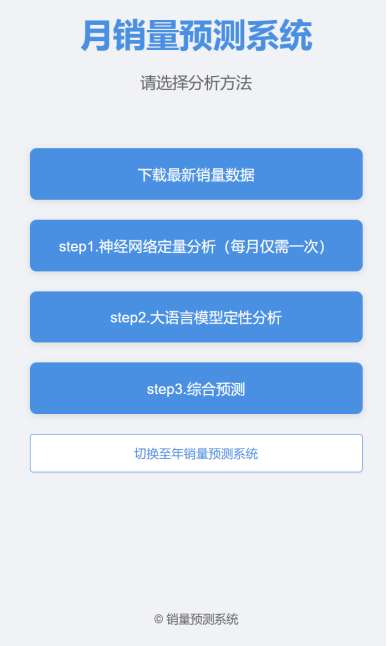 月销量预测系统
请选择分析方法
下载最新销量数据
step1.神经网络定量分析（每月仅需一次）
step2.大语言模型定性分析
step3.综合预测
切换至年销量预测系统
© 销量预测系统